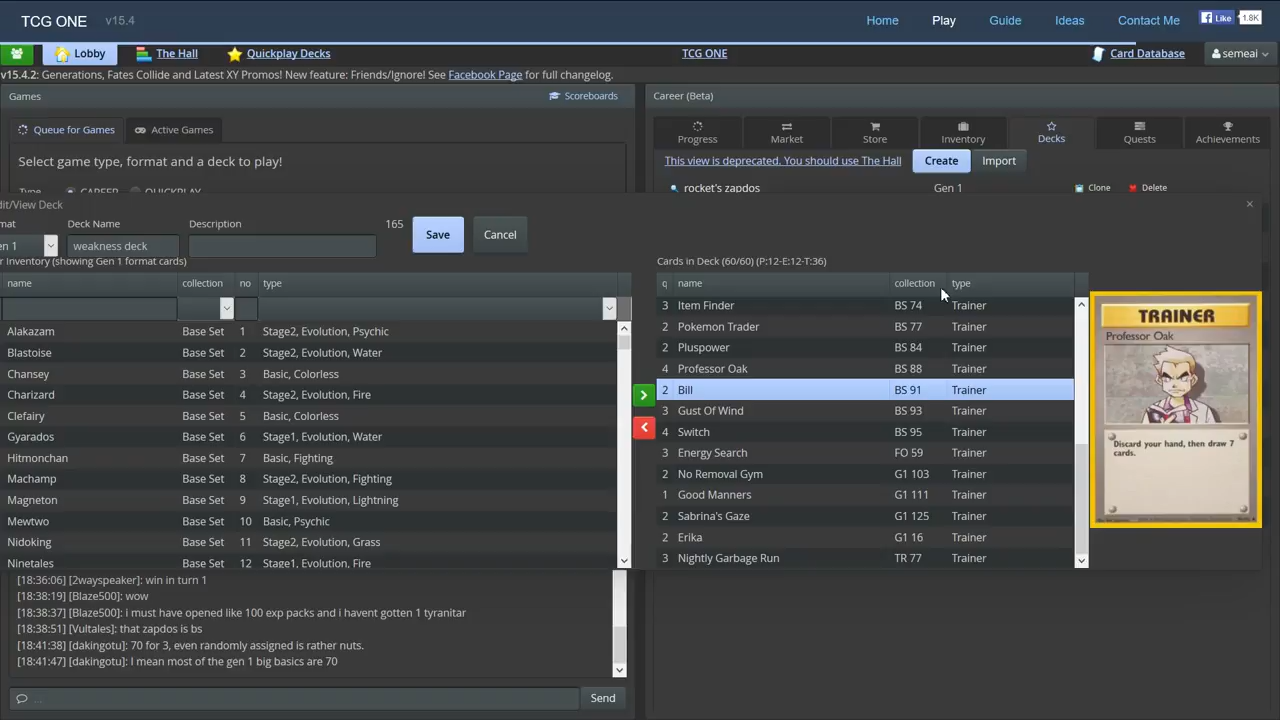 TCG ONE v15.4 Home Play Guide Ideas Contact Me Like 1.8K
Lobby The Hall Quickplay Decks TCG ONE Card Database semeai
v15.4.2: Generations, Fates Collide and Latest XY Promos! New feature: Friends/Ignore! See Facebook Page for full changelog.
Games Scoreboards
Queue for Games Active Games
Select game type, format and a deck to play!
Type CAREER QUICKPLAY
Career (Beta)
Progress Market Store Inventory Decks Quests Achievements
This view is deprecated. You should use The Hall Create Import
rocket's zapdos Gen 1 Clone Delete
dit/View Deck ×
mat Deck Name Description 165 Save Cancel
en 1 weakness deck
r Inventory (showing Gen 1 format cards)
name collection no type
Alakazam Base Set 1 Stage2, Evolution, Psychic
Blastoise Base Set 2 Stage2, Evolution, Water
Chansey Base Set 3 Basic, Colorless
Charizard Base Set 4 Stage2, Evolution, Fire
Clefairy Base Set 5 Basic, Colorless
Gyarados Base Set 6 Stage1, Evolution, Water
Hitmonchan Base Set 7 Basic, Fighting
Machamp Base Set 8 Stage2, Evolution, Fighting
Magneton Base Set 9 Stage1, Evolution, Lightning
Mewtwo Base Set 10 Basic, Psychic
Nidoking Base Set 11 Stage2, Evolution, Grass
Ninetales Base Set 12 Stage1, Evolution, Fire
Cards in Deck (60/60) (P:12-E:12-T:36)
q name collection type
3 Item Finder BS 74 Trainer
2 Pokemon Trader BS 77 Trainer
2 Pluspower BS 84 Trainer
4 Professor Oak BS 88 Trainer
2 Bill BS 91 Trainer
3 Gust Of Wind BS 93 Trainer
4 Switch BS 95 Trainer
3 Energy Search FO 59 Trainer
2 No Removal Gym G1 103 Trainer
1 Good Manners G1 111 Trainer
2 Sabrina's Gaze G1 125 Trainer
2 Erika G1 16 Trainer
3 Nightly Garbage Run TR 77 Trainer
TRAINER
Professor Oak
Discard your hand, then draw 7
cards.
[18:36:06] [2wayspeaker]: win in turn 1
[18:38:19] [Blaze500]: wow
[18:38:37] [Blaze500]: i must have opened like 100 exp packs and i havent gotten 1 tyranitar
[18:38:51] [Vultales]: that zapdos is bs
[18:41:38] [dakingotu]: 70 for 3, even randomly assigned is rather nuts.
[18:41:47] [dakingotu]: I mean most of the gen 1 big basics are 70
... Send